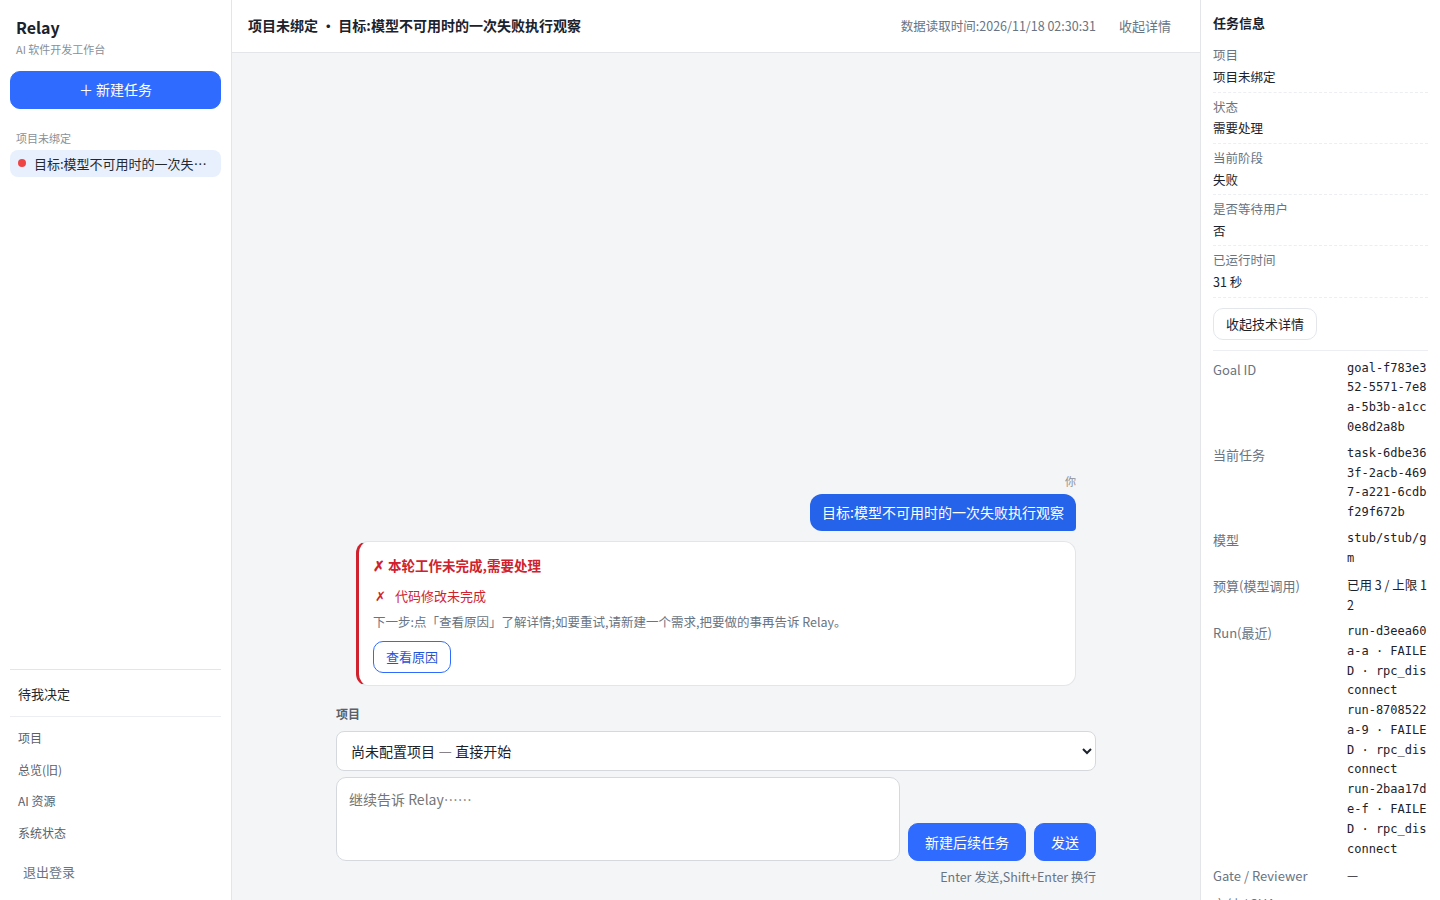 Relay
AI 软件开发工作台
＋ 新建任务
项目未绑定
目标:模型不可用时的一次失…
待我决定
项目
总览(旧)
AI 资源
系统状态
退出登录
项目未绑定 · 目标:模型不可用时的一次失败执行观察
数据读取时间:2026/11/18 02:30:31
收起详情
你
目标:模型不可用时的一次失败执行观察
✗ 本轮工作未完成,需要处理
✗ 代码修改未完成
下一步:点「查看原因」了解详情;如要重试,请新建一个需求,把要做的事再告诉 Relay。
查看原因
项目
尚未配置项目 — 直接开始
继续告诉 Relay……
新建后续任务
发送
Enter 发送,Shift+Enter 换行
任务信息
项目
项目未绑定
状态
需要处理
当前阶段
失败
是否等待用户
否
已运行时间
31 秒
收起技术详情
Goal ID
goal-f783e3
52-5571-7e8
a-5b3b-a1cc
0e8d2a8b
当前任务
task-6dbe36
3f-2acb-469
7-a221-6cdb
f29f672b
模型
stub/stub/g
m
预算(模型调用)
已用 3 / 上限 1
2
Run(最近)
run-d3eea60
a-a · FAILE
D · rpc_dis
connect
run-8708522
a-9 · FAILE
D · rpc_dis
connect
run-2baa17d
e-f · FAILE
D · rpc_dis
connect
Gate / Reviewer
—